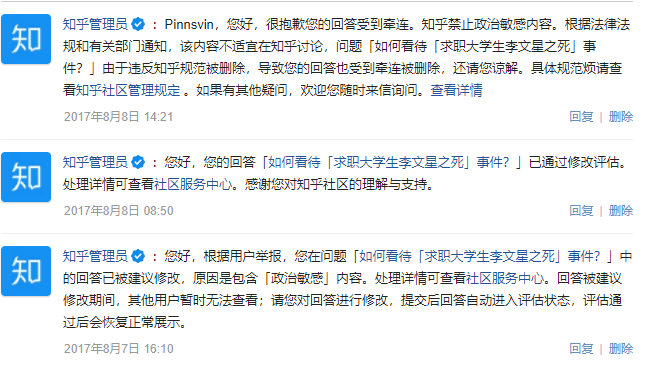 知
知乎管理员 ：Pinnsvin，您好，很抱歉您的回答受到牵连。知乎禁止政治敏感内容。根据法律法
规和有关部门通知，该内容不适宜在知乎讨论，问题「如何看待「求职大学生李文星之死」事
件？」由于违反知乎规范被删除，导致您的回答也受到牵连被删除，还请您谅解。具体规范烦请查
看知乎社区管理规定 。如果有其他疑问，欢迎您随时来信询问。查看详情
2017年8月8日 14:21 回复 | 删除
知
知乎管理员 ：您好，您的回答「如何看待「求职大学生李文星之死」事件？」已通过修改评估。
处理详情可查看社区服务中心。感谢您对知乎社区的理解与支持。
2017年8月8日 08:50 回复 | 删除
知
知乎管理员 ：您好，根据用户举报，您在问题「如何看待「求职大学生李文星之死」事件？」中
的回答已被建议修改，原因是包含「政治敏感」内容。处理详情可查看社区服务中心。回答被建议
修改期间，其他用户暂时无法查看；请您对回答进行修改，提交后回答自动进入评估状态，评估通
过后会恢复正常展示。
2017年8月7日 16:10 回复 | 删除